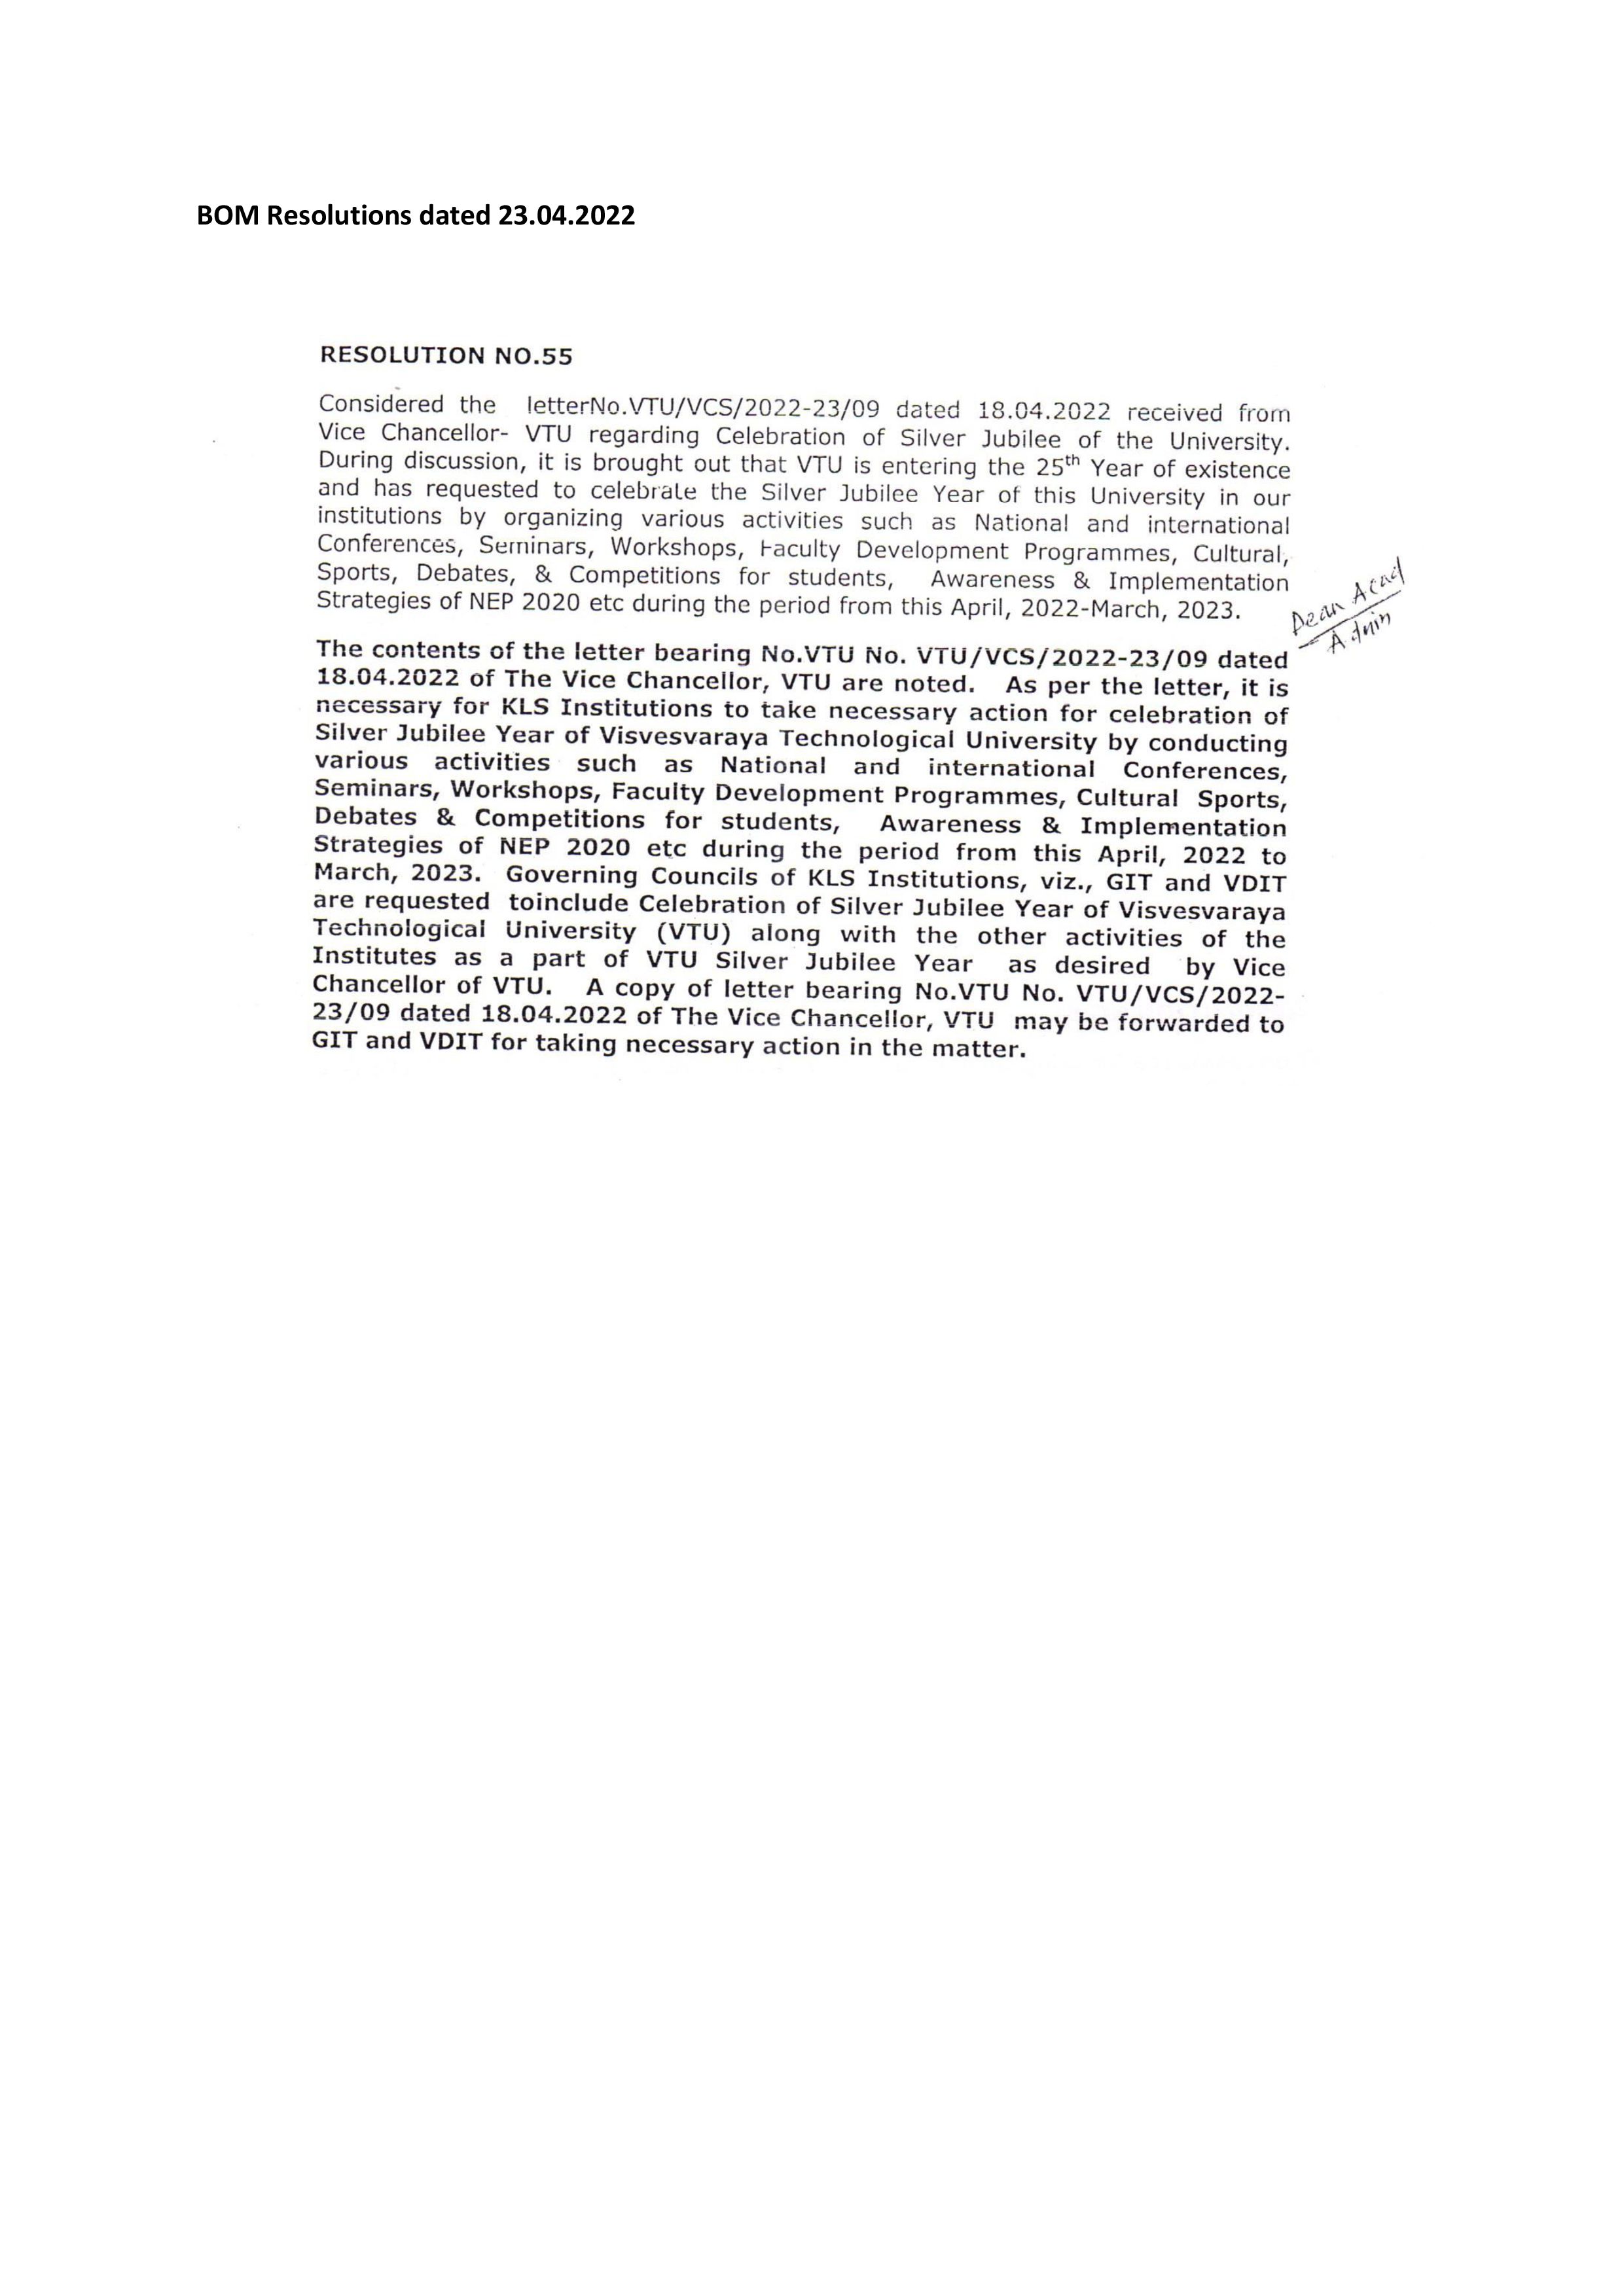 BOM Resolutions dated 23.04.2022
RESOLUTION NO.55
Considered the letterNo.VTU/VCS/2022-23/09 dated 18.04.2022 received from
Vice Chancellor- VTU regarding Celebration of Silver Jubilee of the University.
During discussion, it is brought out that VTU is entering the 25th Year of existence
and has requested to celebrate the Silver Jubilee Year of this University in our
institutions by organizing various activities such as National and international
Conferences, Seminars, Workshops, Faculty Development Programmes, Cultural,
Sports, Debates, & Competitions for students, Awareness & Implementation
Strategies of NEP 2020 etc during the period from this April, 2022-March, 2023.
Dean Acad
Admin
The contents of the letter bearing No.VTU No. VTU/VCS/2022-23/09 dated
18.04.2022 of The Vice Chancellor, VTU are noted. As per the letter, it is
necessary for KLS Institutions to take necessary action for celebration of
Silver Jubilee Year of Visvesvaraya Technological University by conducting
various activities such as National and international Conferences,
Seminars, Workshops, Faculty Development Programmes, Cultural Sports,
Debates & Competitions for students, Awareness & Implementation
Strategies of NEP 2020 etc during the period from this April, 2022 to
March, 2023. Governing Councils of KLS Institutions, viz., GIT and VDIT
are requested toinclude Celebration of Silver Jubilee Year of Visvesvaraya
Technological University (VTU) along with the other activities of the
Institutes as a part of VTU Silver Jubilee Year as desired by Vice
Chancellor of VTU. A copy of letter bearing No.VTU No. VTU/VCS/2022-
23/09 dated 18.04.2022 of The Vice Chancellor, VTU may be forwarded to
GIT and VDIT for taking necessary action in the matter.